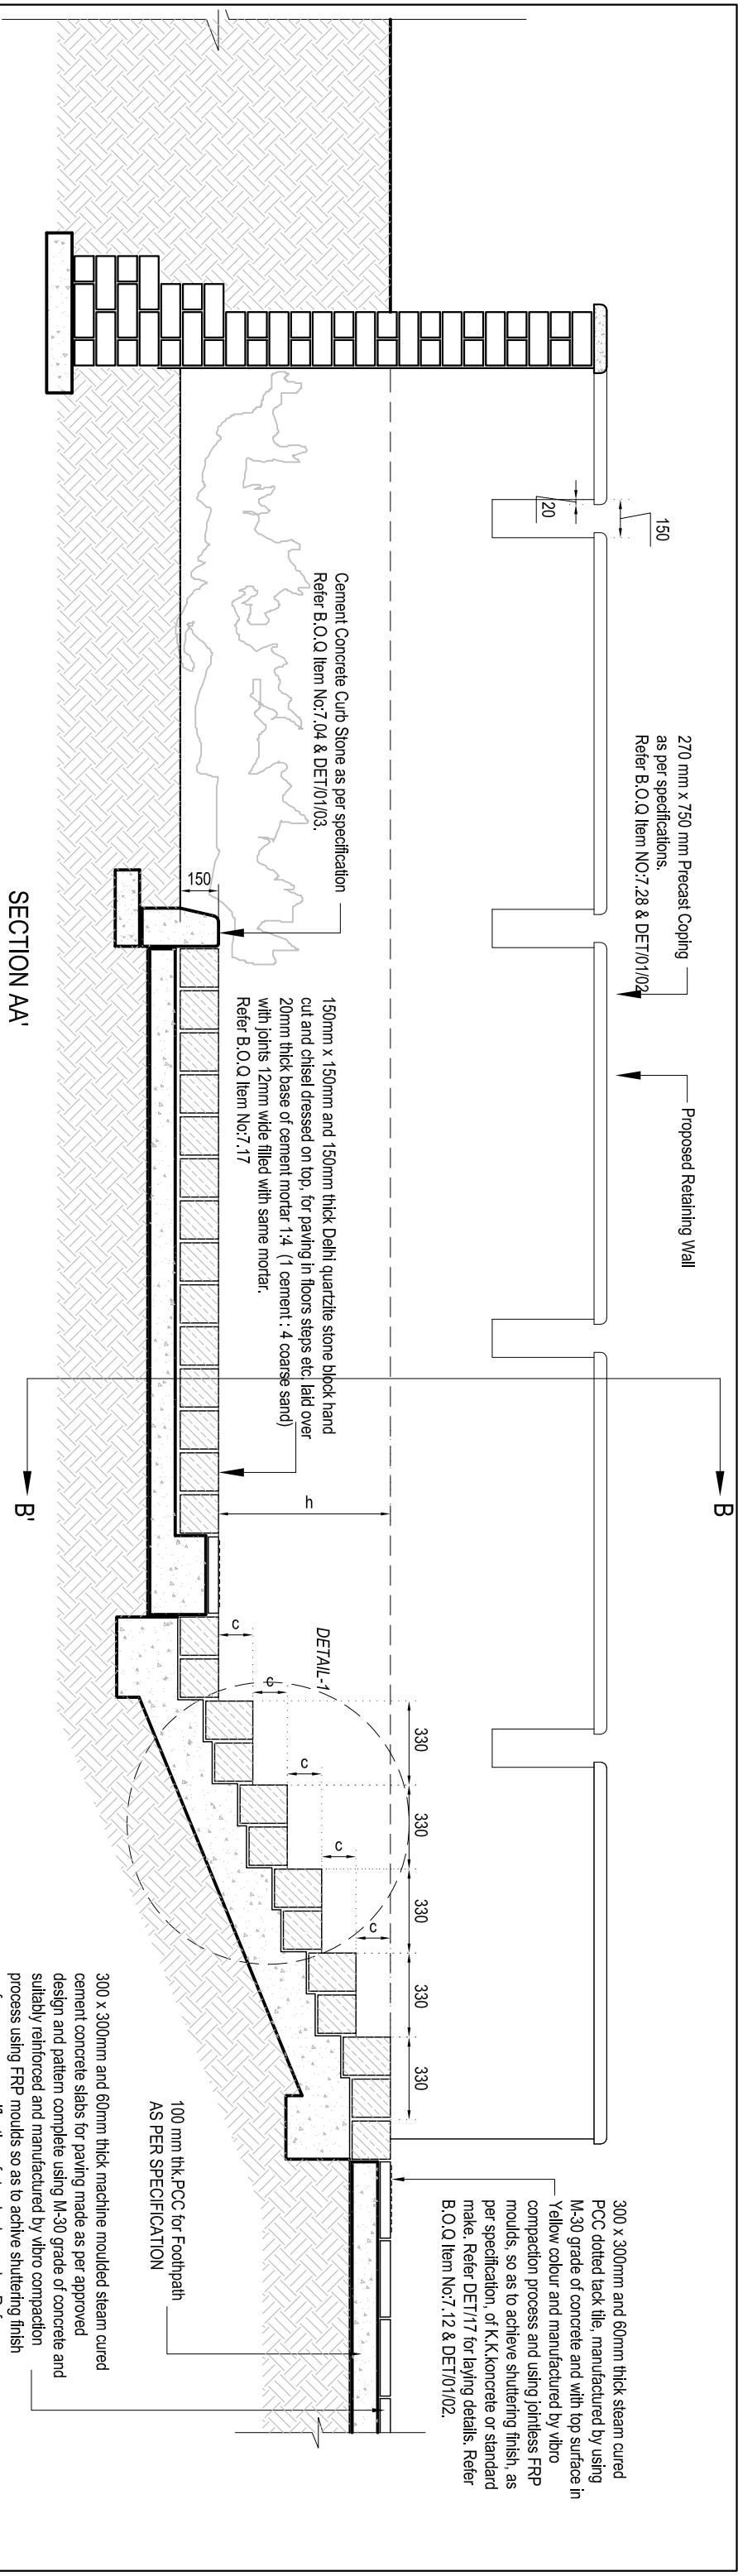 B
150
20
270 mm x 750 mm Precast Coping
as per specifications.
Refer B.O.Q Item NO:7.28 & DET/01/02
Proposed Retaining Wall
300 x 300mm and 60mm thick steam cured
PCC dotted tack tile, manufactured by using
M-30 grade of concrete and with top surface in
Yellow colour and manufactured by vibro
compaction process and using jointless FRP
moulds, so as to achieve shuttering finish, as
per specification, of K.K.koncrete or standard
make. Refer DET/17 for laying details. Refer
B.O.Q Item No:7.12 & DET/01/02.
Cement Concrete Curb Stone as per specification
Refer B.O.Q Item No:7.04 & DET/01/03.
150
150mm x 150mm and 150mm thick Delhi quartzite stone block hand
cut and chisel dressed on top, for paving in floors steps etc. laid over
20mm thick base of cement mortar 1:4 (1 cement : 4 coarse sand)
with joints 12mm wide filled with same mortar.
Refer B.O.Q Item No:7.17
h
DETAIL-1
330
330
330
330
330
c
c
c
c
c
100 mm thk.PCC for Foothpath
AS PER SPECIFICATION
300 x 300mm and 60mm thick machine moulded steam cured
cement concrete slabs for paving made as per approved
design and pattern complete using M-30 grade of concrete and
suitably reinforced and manufactured by vibro compaction
process using FRP moulds so as to achive shuttering finish
B'
SECTION AA'